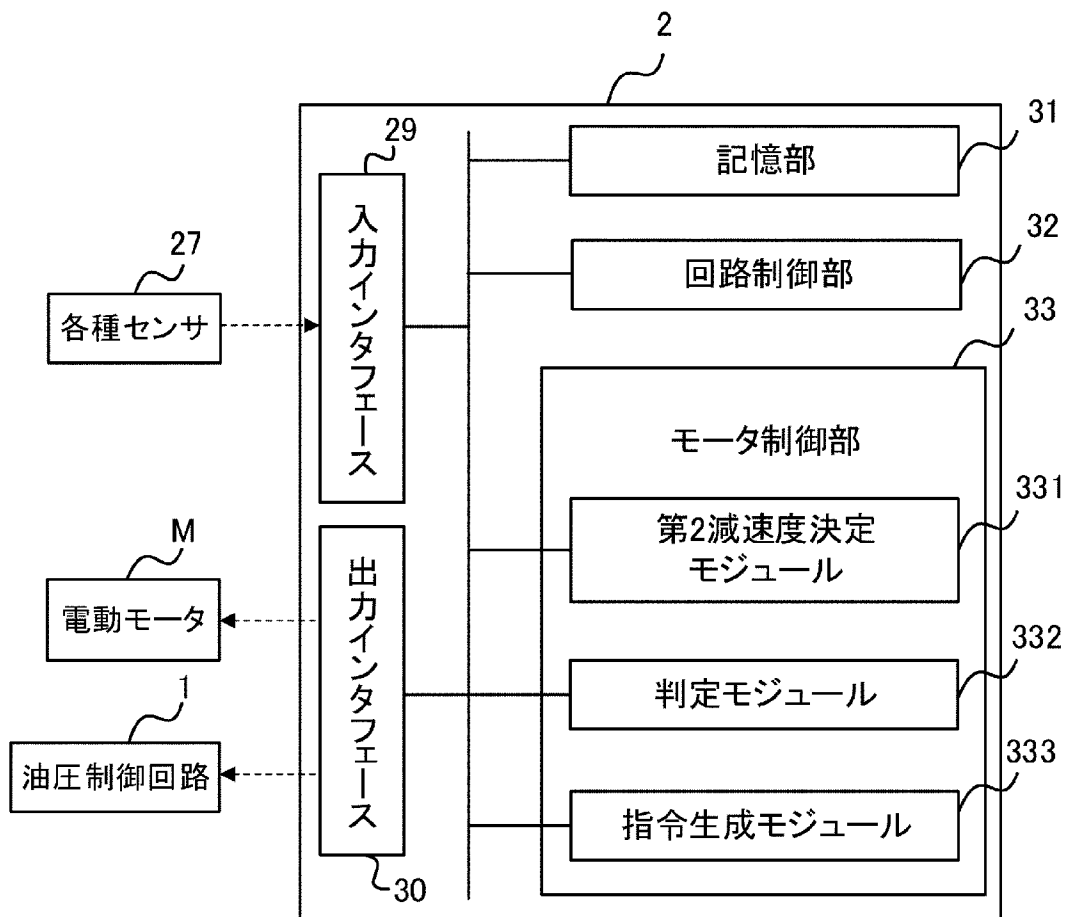 2
31
記憶部
29
入力インタフェース
32
回路制御部
27
各種センサ
33
モータ制御部
331
第2減速度決定
モジュール
M
電動モータ
出力インタフェース
332
判定モジュール
1
油圧制御回路
333
指令生成モジュール
30